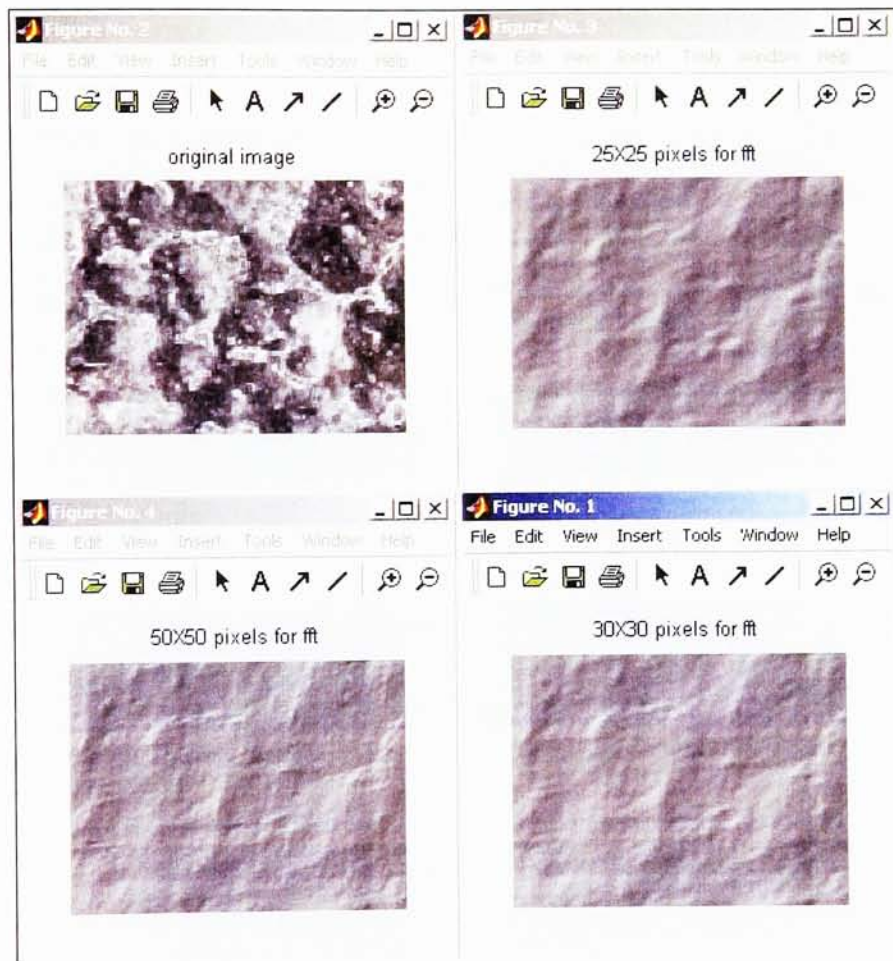 Figure No. 2
File Edit View Insert Tools Window Help
A
original image
Figure No. 3
File Edit View Insert Tools Window Help
A
25X25 pixels for fft
Figure No. 4
File Edit View Insert Tools Window Help
A
50X50 pixels for fft
Figure No. 1
File Edit View Insert Tools Window Help
A
30X30 pixels for fft